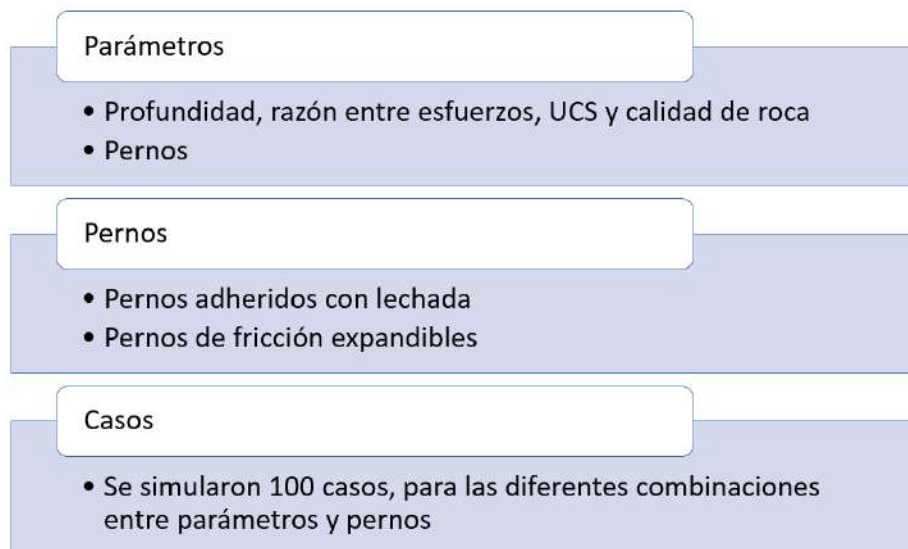 Parámetros
• Profundidad, razón entre esfuerzos, UCS y calidad de roca
• Pernos
Pernos
• Pernos adheridos con lechada
• Pernos de fricción expandibles
Casos
• Se simularon 100 casos, para las diferentes combinaciones
entre parámetros y pernos